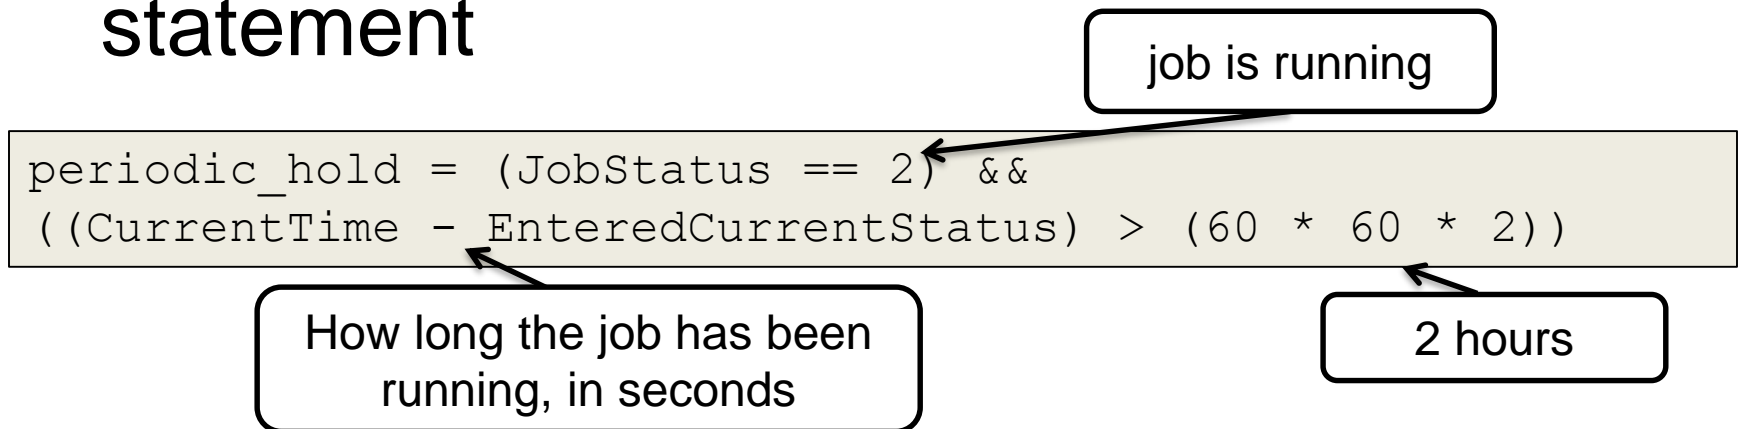 statement
job is running
periodic_hold = (JobStatus == 2) &&
((CurrentTime - EnteredCurrentStatus) > (60 * 60 * 2))
How long the job has been
running, in seconds
2 hours